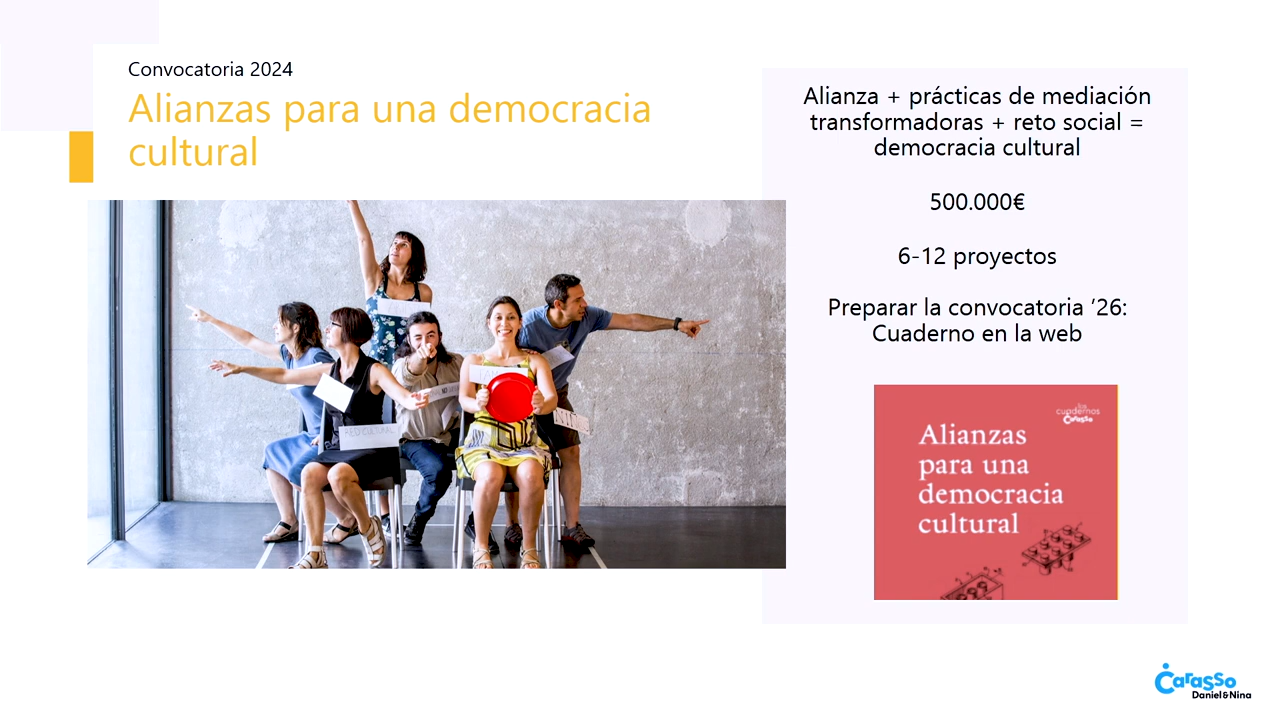 Convocatoria 2024
Alianzas para una democracia
cultural
Alianza + prácticas de mediación
transformadoras + reto social =
democracia cultural
500.000€
6-12 proyectos
Preparar la convocatoria ’26:
Cuaderno en la web
los
cuadernos
Carasso
Alianzas
para una
democracia
cultural
Carasso
Daniel&Nina